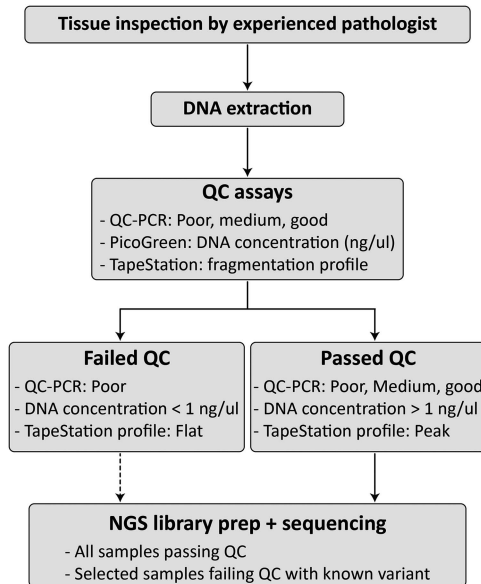 Tissue inspection by experienced pathologist
DNA extraction
QC assays
- QC-PCR: Poor, medium, good
- PicoGreen: DNA concentration (ng/ul)
- TapeStation: fragmentation profile
Failed QC
- QC-PCR: Poor
- DNA concentration < 1 ng/ul
- TapeStation profile: Flat
Passed QC
- QC-PCR: Poor, Medium, good
- DNA concentration > 1 ng/ul
- TapeStation profile: Peak
NGS library prep + sequencing
- All samples passing QC
- Selected samples failing QC with known variant